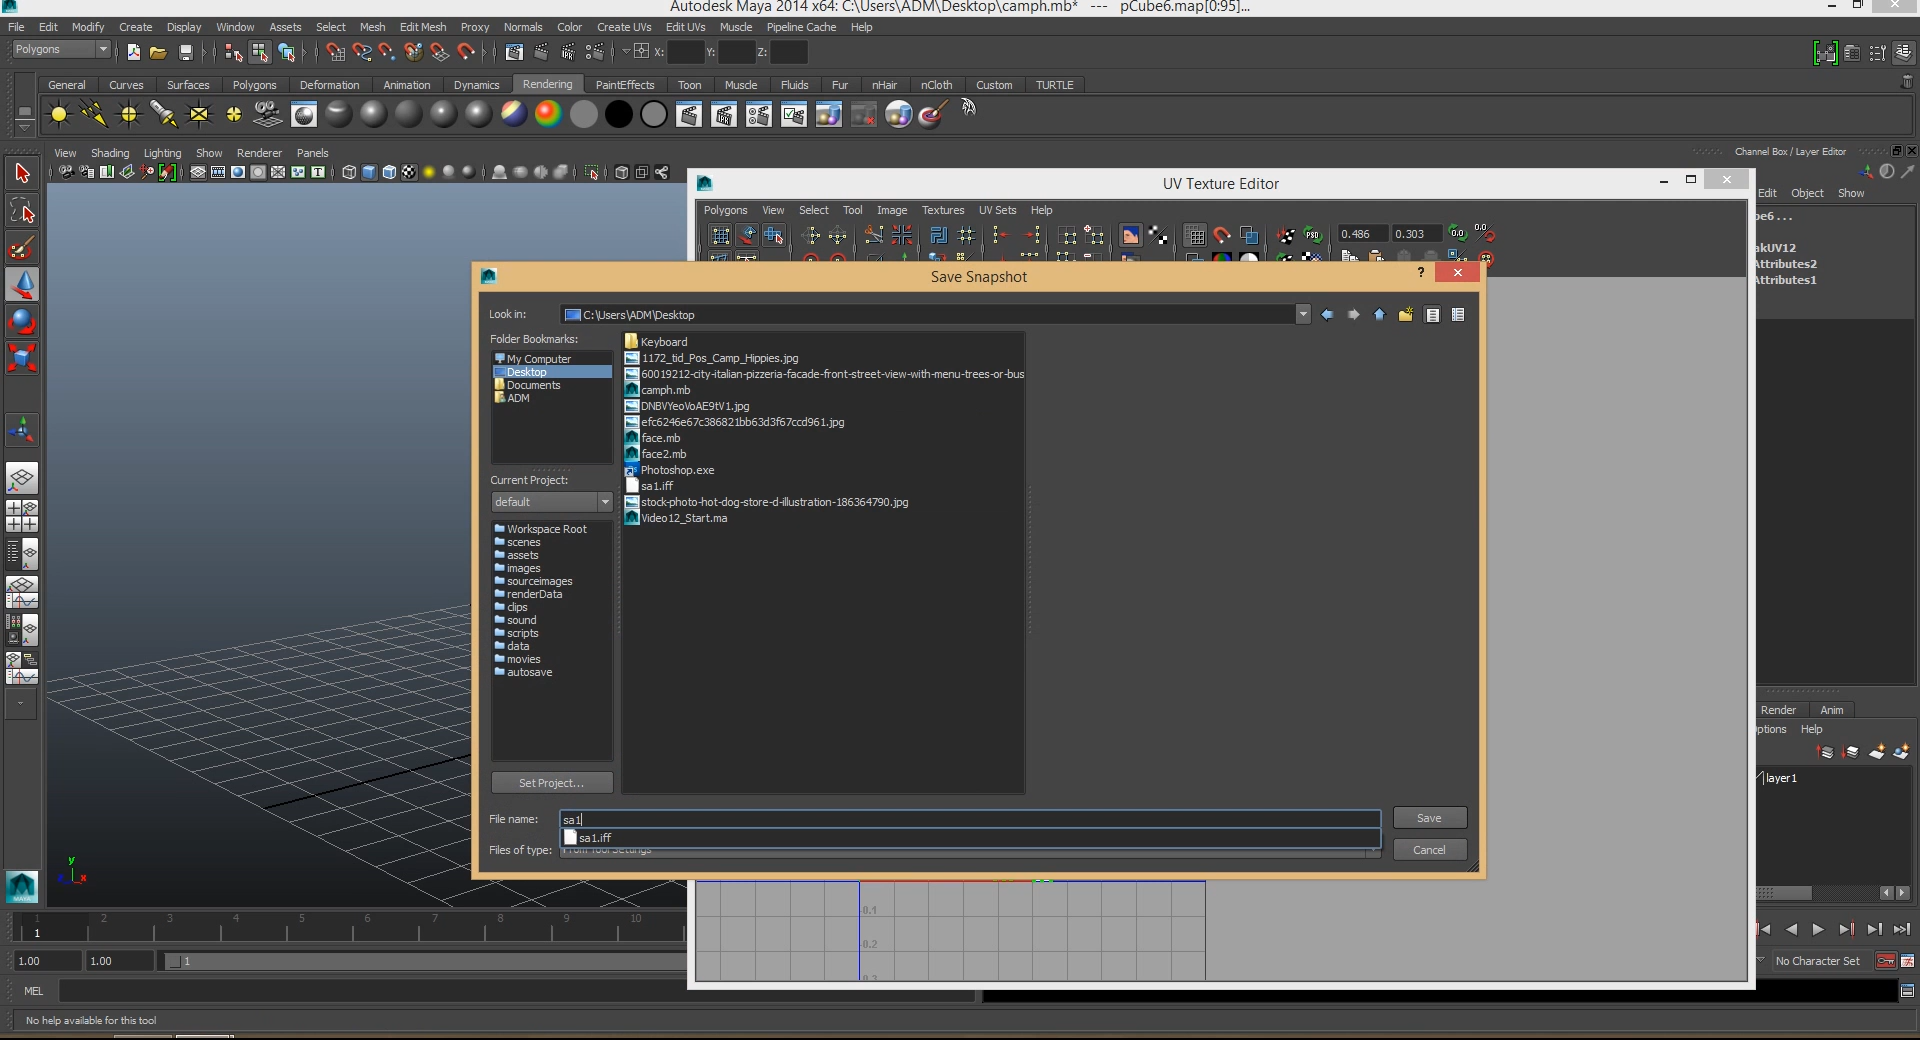 Autodesk Maya 2014 x64: C:\Users\ADM\Desktop\camph.mb* --- pCube6.map[0:95]...
File Edit Modify Create Display Window Assets Select Mesh Edit Mesh Proxy Normals Color Create UVs Edit UVs Muscle Pipeline Cache Help
Polygons X: Y: Z:
General Curves Surfaces Polygons Deformation Animation Dynamics Rendering PaintEffects Toon Muscle Fluids Fur nHair nCloth Custom TURTLE
View Shading Lighting Show Renderer Panels
Channel Box / Layer Editor
UV Texture Editor
Edit Object Show
Polygons View Select Tool Image Textures UV Sets Help
be6...
0.486 0.303
akUV12
Attributes2
Attributes1
Save Snapshot
?
Look in: C:\Users\ADM\Desktop
Folder Bookmarks:
My Computer
Desktop
Documents
ADM
Keyboard
1172_tid_Pos_Camp_Hippies.jpg
60019212-city-italian-pizzeria-facade-front-street-view-with-menu-trees-or-bus
camph.mb
DNBVYeoVoAE9tV1.jpg
efc6246e67c386821bb63d3f67ccd961.jpg
face.mb
face2.mb
Photoshop.exe
sa1.iff
stock-photo-hot-dog-store-d-illustration-186364790.jpg
Video12_Start.ma
Current Project:
default
Workspace Root
scenes
assets
images
sourceimages
renderData
clips
sound
scripts
data
movies
autosave
Set Project...
File name: sa1 Save
sa1.iff
Files of type: Cancel
Render Anim
ptions Help
layer1
y
x
0.1
0.2
0.3
1 2 3 4 5 6 7 8 9 10
1
1.00 1.00 1
No Character Set
MEL
No help available for this tool